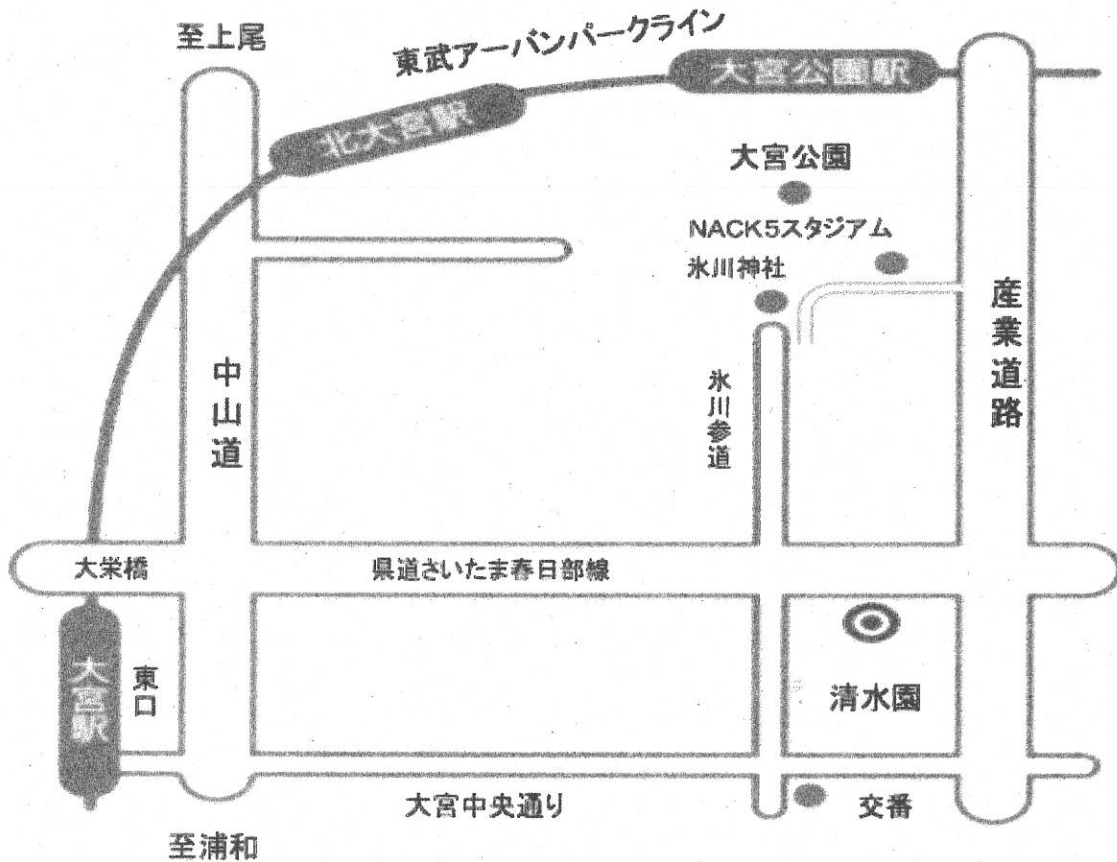 至上尾
東武アーバンパークライン
大宮公園駅
北大宮駅
大宮公園
NACK5スタジアム
氷川神社
産業道路
中山道
氷川参道
大栄橋
県道さいたま春日部線
大宮駅
東口
清水園
大宮中央通り
交番
至浦和